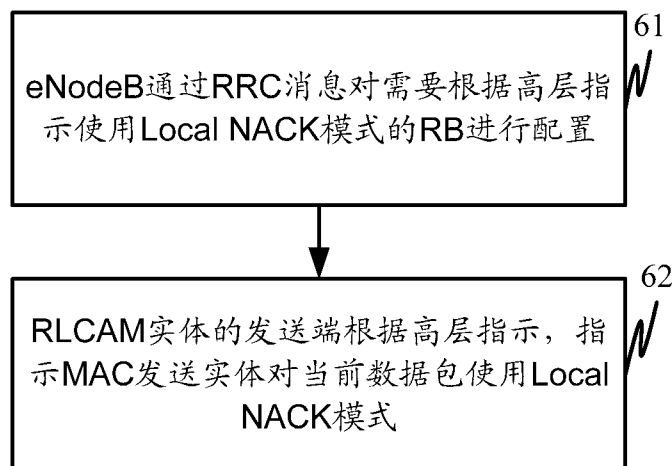 61
eNodeB通过RRC消息对需要根据高层指
示使用Local NACK模式的RB进行配置
62
RLCAM实体的发送端根据高层指示，指
示MAC发送实体对当前数据包使用Local
NACK模式